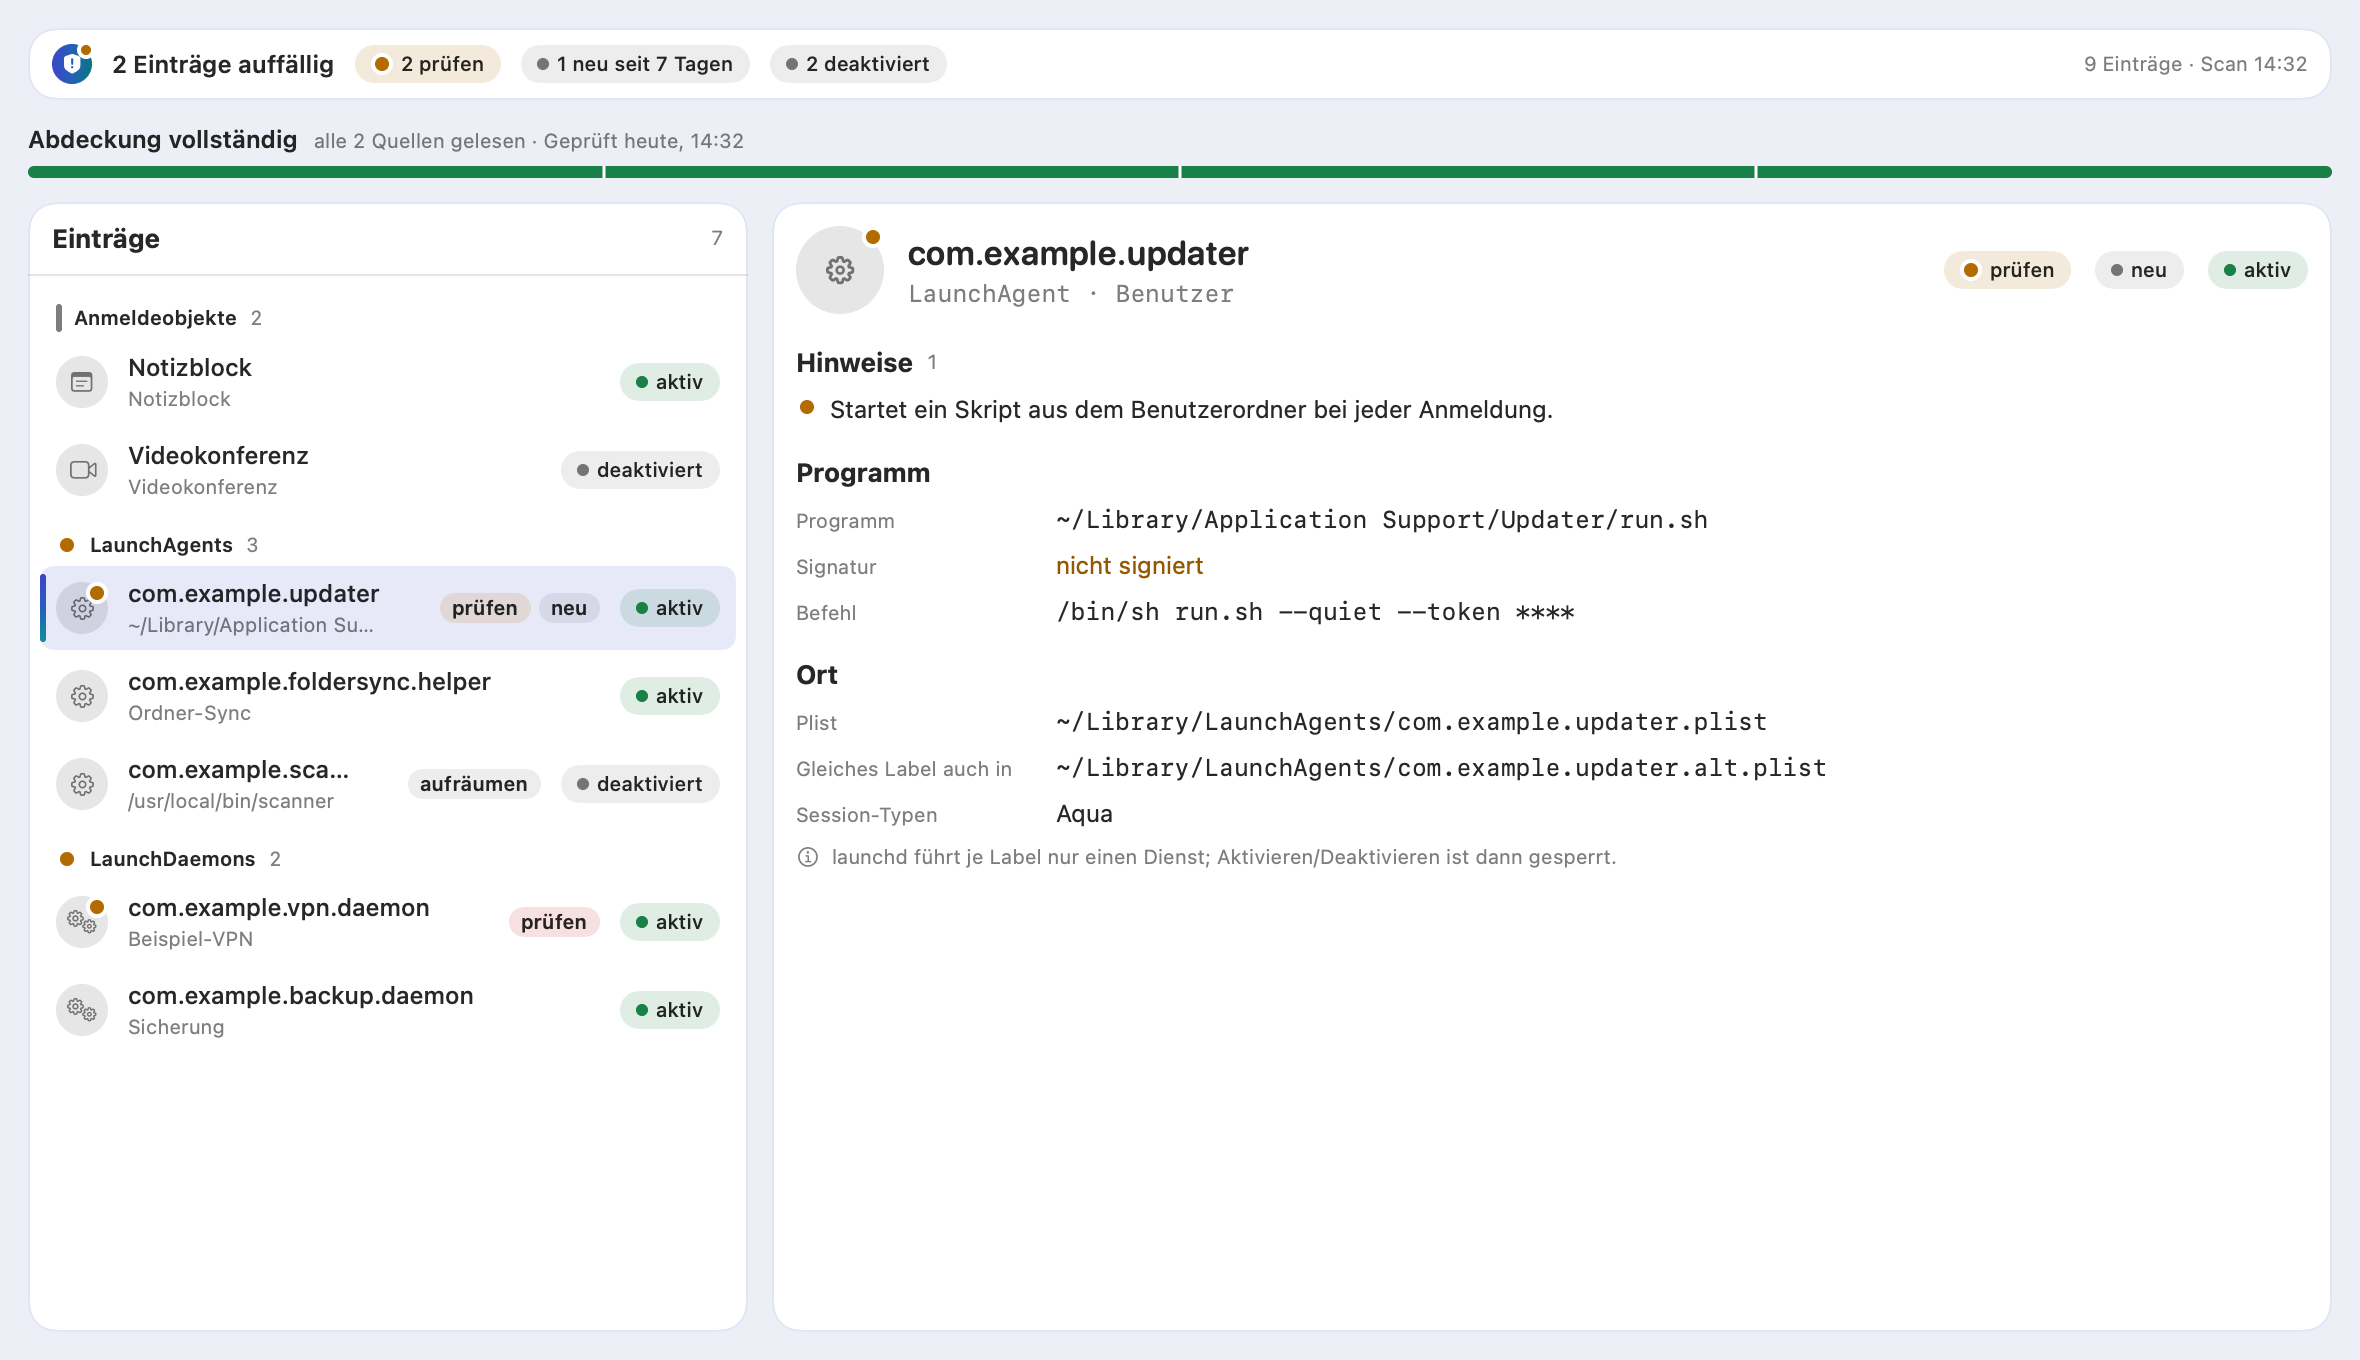 2 Einträge auffällig 2 prüfen 1 neu seit 7 Tagen 2 deaktiviert 9 Einträge · Scan 14:32
Abdeckung vollständig alle 2 Quellen gelesen · Geprüft heute, 14:32
Einträge 7
Anmeldeobjekte 2
Notizblock
Notizblock
aktiv
Videokonferenz
Videokonferenz
deaktiviert
LaunchAgents 3
com.example.updater
~/Library/Application Su...
prüfen neu aktiv
com.example.foldersync.helper
Ordner-Sync
aktiv
com.example.sca...
/usr/local/bin/scanner
aufräumen deaktiviert
LaunchDaemons 2
com.example.vpn.daemon
Beispiel-VPN
prüfen aktiv
com.example.backup.daemon
Sicherung
aktiv
com.example.updater
LaunchAgent · Benutzer
prüfen neu aktiv
Hinweise 1
Startet ein Skript aus dem Benutzerordner bei jeder Anmeldung.
Programm
Programm ~/Library/Application Support/Updater/run.sh
Signatur nicht signiert
Befehl /bin/sh run.sh --quiet --token ****
Ort
Plist ~/Library/LaunchAgents/com.example.updater.plist
Gleiches Label auch in ~/Library/LaunchAgents/com.example.updater.alt.plist
Session-Typen Aqua
launchd führt je Label nur einen Dienst; Aktivieren/Deaktivieren ist dann gesperrt.